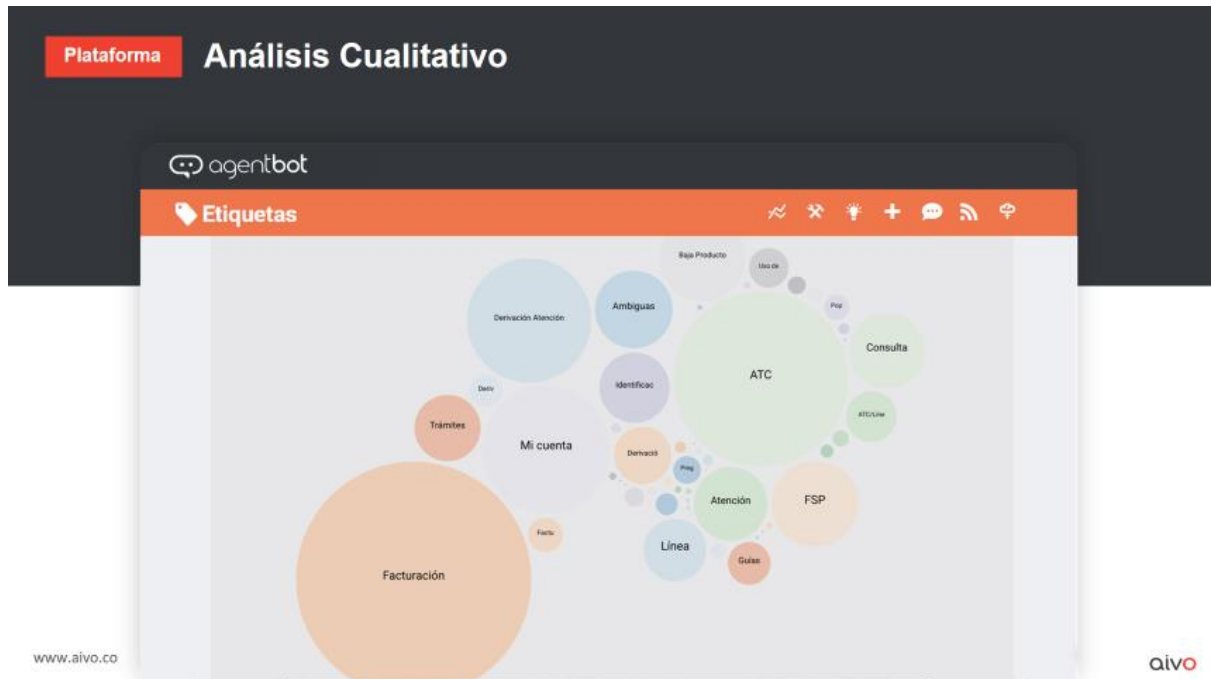 Plataforma
Análisis Cualitativo
agentbot
Etiquetas
Baja Producto
Uso de
Derivación Atención
Ambiguas
Pop
Consulta
ATC
Identificac
Deriv
ATC/Line
Trámites
Mi cuenta
Derivació
Preg
Atención
FSP
Factu
Línea
Guías
Facturación
www.aivo.co
aivo